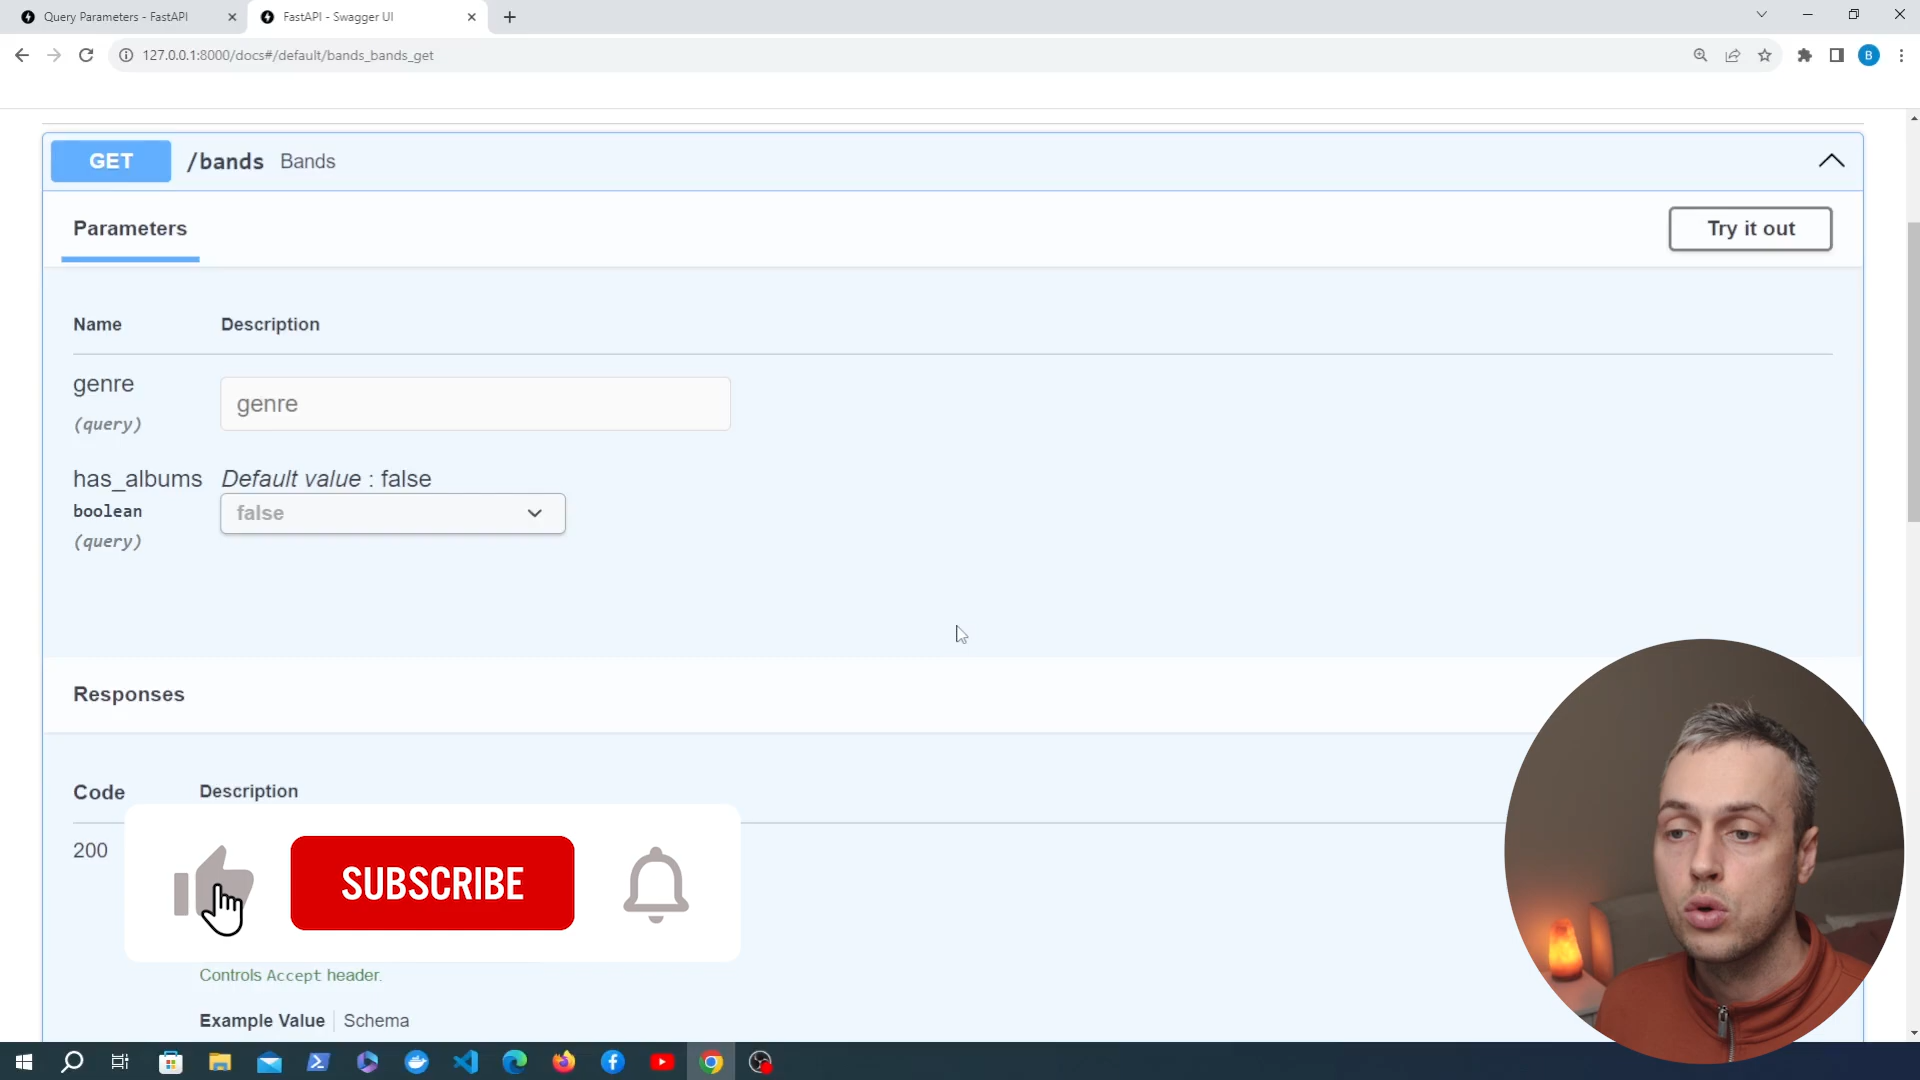 Query Parameters - FastAPI
FastAPI - Swagger UI
127.0.0.1:8000/docs#/default/bands_bands_get
B
GET /bands Bands
Parameters
Try it out
Name Description
genre
genre
(query)
has_albums Default value : false
boolean
false
(query)
Responses
Code Description
200
SUBSCRIBE
Controls Accept header.
Example Value Schema